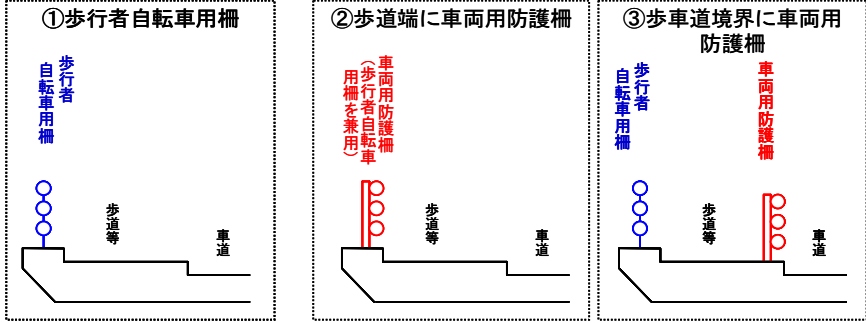 ①歩行者自転車用柵
歩行者
自転車用柵
歩道等
車道
②歩道端に車両用防護柵
車両用防護柵
（歩行者自転車
用柵を兼用）
歩道等
車道
③歩車道境界に車両用
防護柵
歩行者
自転車用柵
車両用防護柵
歩道等
車道